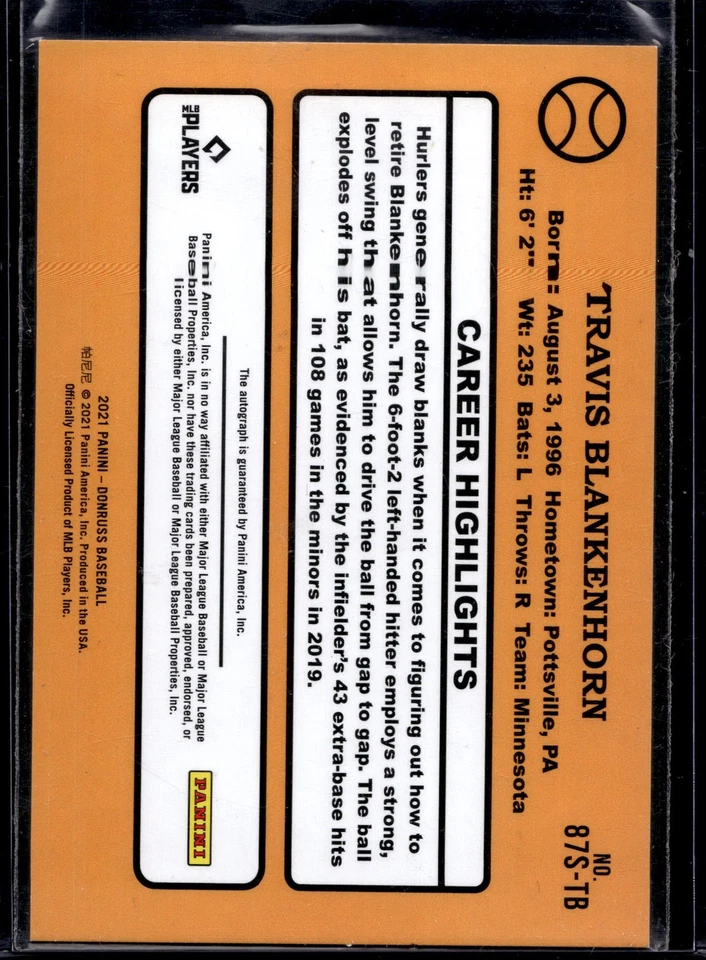 NO.
87S-TB
TRAVIS BLANKENHORN
Born: August 3, 1996 Hometown: Pottsville, PA
Ht: 6' 2" Wt: 235 Bats: L Throws: R Team: Minnesota
CAREER HIGHLIGHTS
Hurlers generally draw blanks when it comes to figuring out how to
retire Blankenhorn. The 6-foot-2 left-handed hitter employs a strong,
level swing that allows him to drive the ball from gap to gap. The ball
explodes off his bat, as evidenced by the infielder's 43 extra-base hits
in 108 games in the minors in 2019.
The autograph is guaranteed by Panini America, Inc.
MLB
PLAYERS
Panini America, Inc. is in no way affiliated with either Major League Baseball or Major League
Baseball Properties, Inc. nor have these trading cards been prepared, approved, endorsed, or
licensed by either Major League Baseball or Major League Baseball Properties, Inc.
PANINI
2021 PANINI – DONRUSS BASEBALL
帕尼尼 © 2021 Panini America, Inc. Produced in the USA.
Officially Licensed Product of MLB Players, Inc.